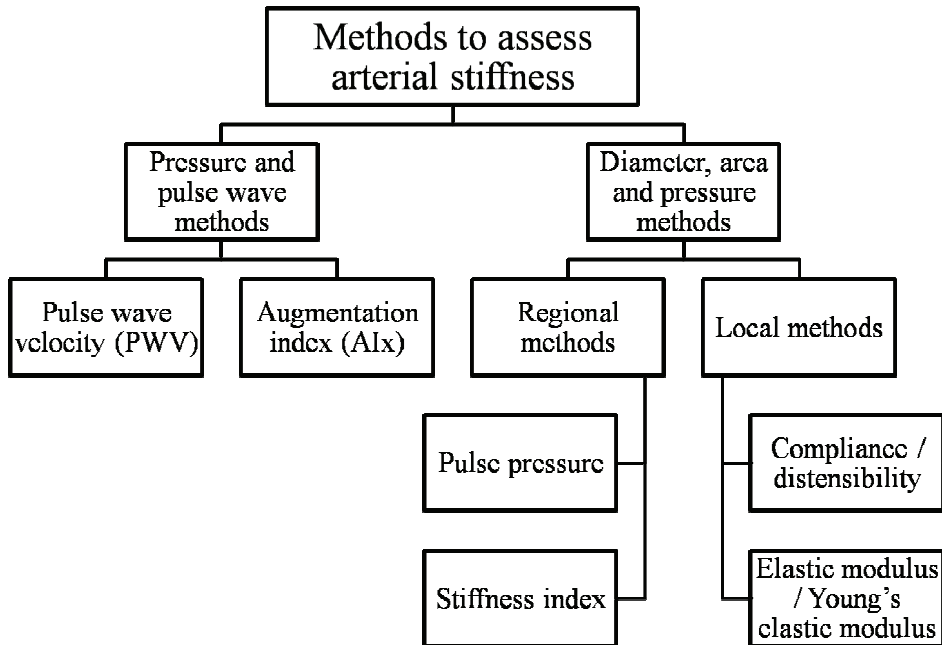 Methods to assess
arterial stiffness
Pressure and
pulse wave
methods
Diameter, area
and pressure
methods
Pulse wave
velocity (PWV)
Augmentation
index (AIx)
Regional
methods
Local methods
Pulse pressure
Compliance /
distensibility
Stiffness index
Elastic modulus
/ Young's
elastic modulus